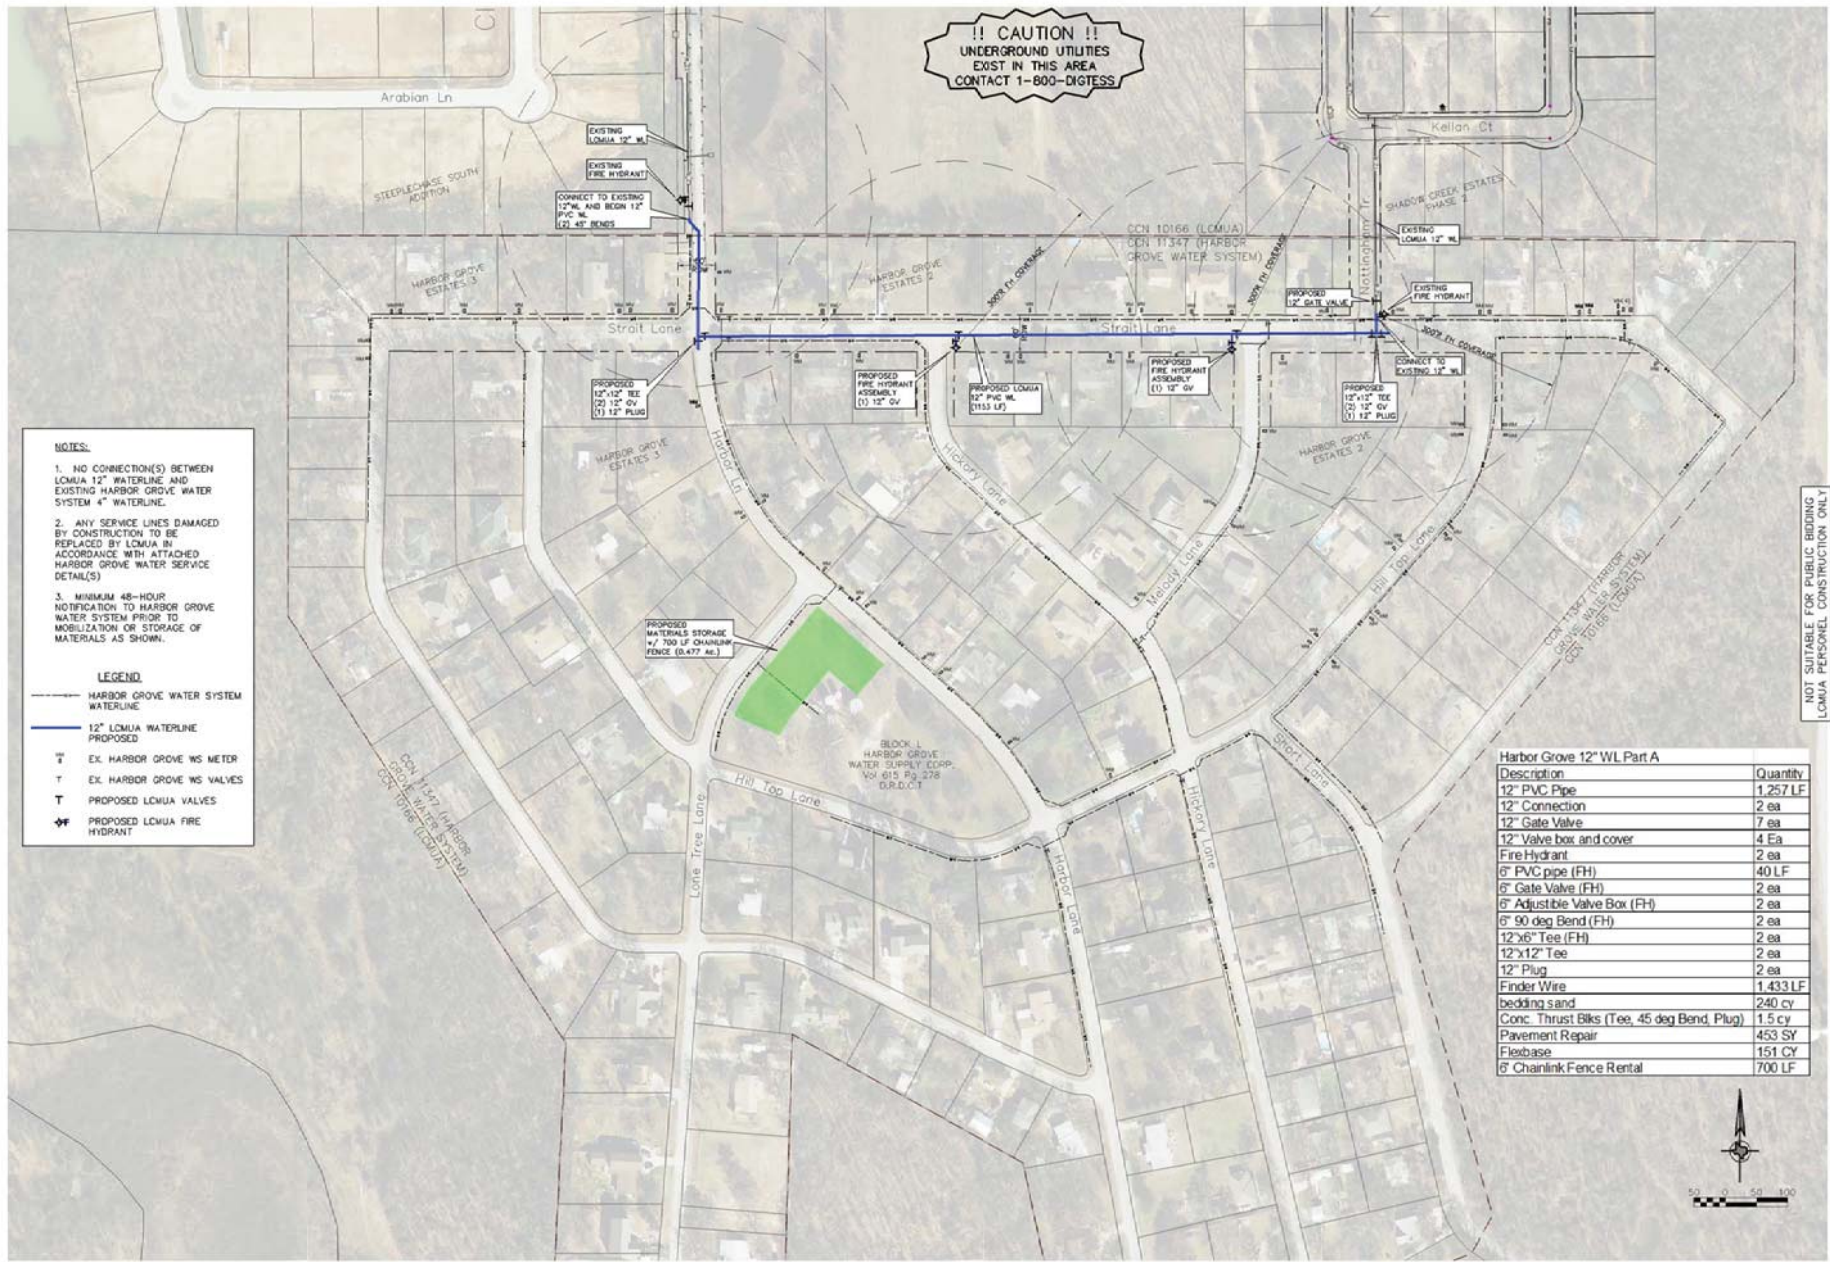 !! CAUTION !!
UNDERGROUND UTILITIES
EXIST IN THIS AREA
CONTACT 1-800-DIGTESS
Arabian Ln
Kellan Ct
STEEPLECHASE SOUTH
ADDITION
EXISTING
LCMUA 12" WL
EXISTING
FIRE HYDRANT
CONNECT TO EXISTING
12"WL AND BEGIN 12"
PVC WL
(2) 45° BENDS
SHADOW CREEK ESTATES
PHASE 2
Nottingham Tr
EXISTING
LCMUA 12" WL
CCN 10166 (LCMUA)
CCN 11347 (HARBOR
GROVE WATER SYSTEM)
300'R FH COVERAGE
300'R FH COVERAGE
HARBOR GROVE
ESTATES 3
HARBOR GROVE
ESTATES 2
PROPOSED
12" GATE VALVE
EXISTING
FIRE HYDRANT
Strait Lane
Strait Lane
300'R FH COVERAGE
PROPOSED
12"x12" TEE
(2) 12" GV
(1) 12" PLUG
PROPOSED
FIRE HYDRANT
ASSEMBLY
(1) 12" GV
PROPOSED LCMUA
12" PVC WL
(1153 LF)
PROPOSED
FIRE HYDRANT
ASSEMBLY
(1) 12" GV
CONNECT TO
EXISTING 12" WL
PROPOSED
12"x12" TEE
(2) 12" GV
(1) 12" PLUG
HARBOR GROVE
ESTATES 3
HARBOR GROVE
ESTATES 2
Harbor Ln
Hickory Lane
Melody Lane
Hill Top Lane
CCN 11347 (HARBOR
GROVE WATER SYSTEM)
CCN 10166 (LCMUA)
NOT SUITABLE FOR PUBLIC BIDDING
LCMUA PERSONEL CONSTRUCTION ONLY
NOTES:
1. NO CONNECTION(S) BETWEEN
LCMUA 12" WATERLINE AND
EXISTING HARBOR GROVE WATER
SYSTEM 4" WATERLINE.
2. ANY SERVICE LINES DAMAGED
BY CONSTRUCTION TO BE
REPLACED BY LCMUA IN
ACCORDANCE WITH ATTACHED
HARBOR GROVE WATER SERVICE
DETAIL(S)
3. MINIMUM 48-HOUR
NOTIFICATION TO HARBOR GROVE
WATER SYSTEM PRIOR TO
MOBILIZATION OR STORAGE OF
MATERIALS AS SHOWN.
LEGEND
HARBOR GROVE WATER SYSTEM
WATERLINE
12" LCMUA WATERLINE
PROPOSED
EX. HARBOR GROVE WS METER
EX. HARBOR GROVE WS VALVES
PROPOSED LCMUA VALVES
PROPOSED LCMUA FIRE
HYDRANT
PROPOSED
MATERIALS STORAGE
w/ 700 LF CHAINLINK
FENCE (0.477 Ac.)
BLOCK L
HARBOR GROVE
WATER SUPPLY CORP.
Vol 615 Pg 278
D.R.D.C.T
Hill Top Lane
Lone Tree Lane
Harbor Lane
Hickory Lane
Short Lane
CCN 11347 (HARBOR
GROVE WATER SYSTEM)
CCN 10166 (LCMUA)
Harbor Grove 12" WL Part A
Description Quantity
12" PVC Pipe 1,257 LF
12" Connection 2 ea
12" Gate Valve 7 ea
12" Valve box and cover 4 Ea
Fire Hydrant 2 ea
6" PVC pipe (FH) 40 LF
6" Gate Valve (FH) 2 ea
6" Adjustible Valve Box (FH) 2 ea
6" 90 deg Bend (FH) 2 ea
12"x6" Tee (FH) 2 ea
12"x12" Tee 2 ea
12" Plug 2 ea
Finder Wire 1,433 LF
bedding sand 240 cy
Conc. Thrust Blks (Tee, 45 deg Bend, Plug) 1.5 cy
Pavement Repair 453 SY
Flexbase 151 CY
6' Chainlink Fence Rental 700 LF
50 0 50 100